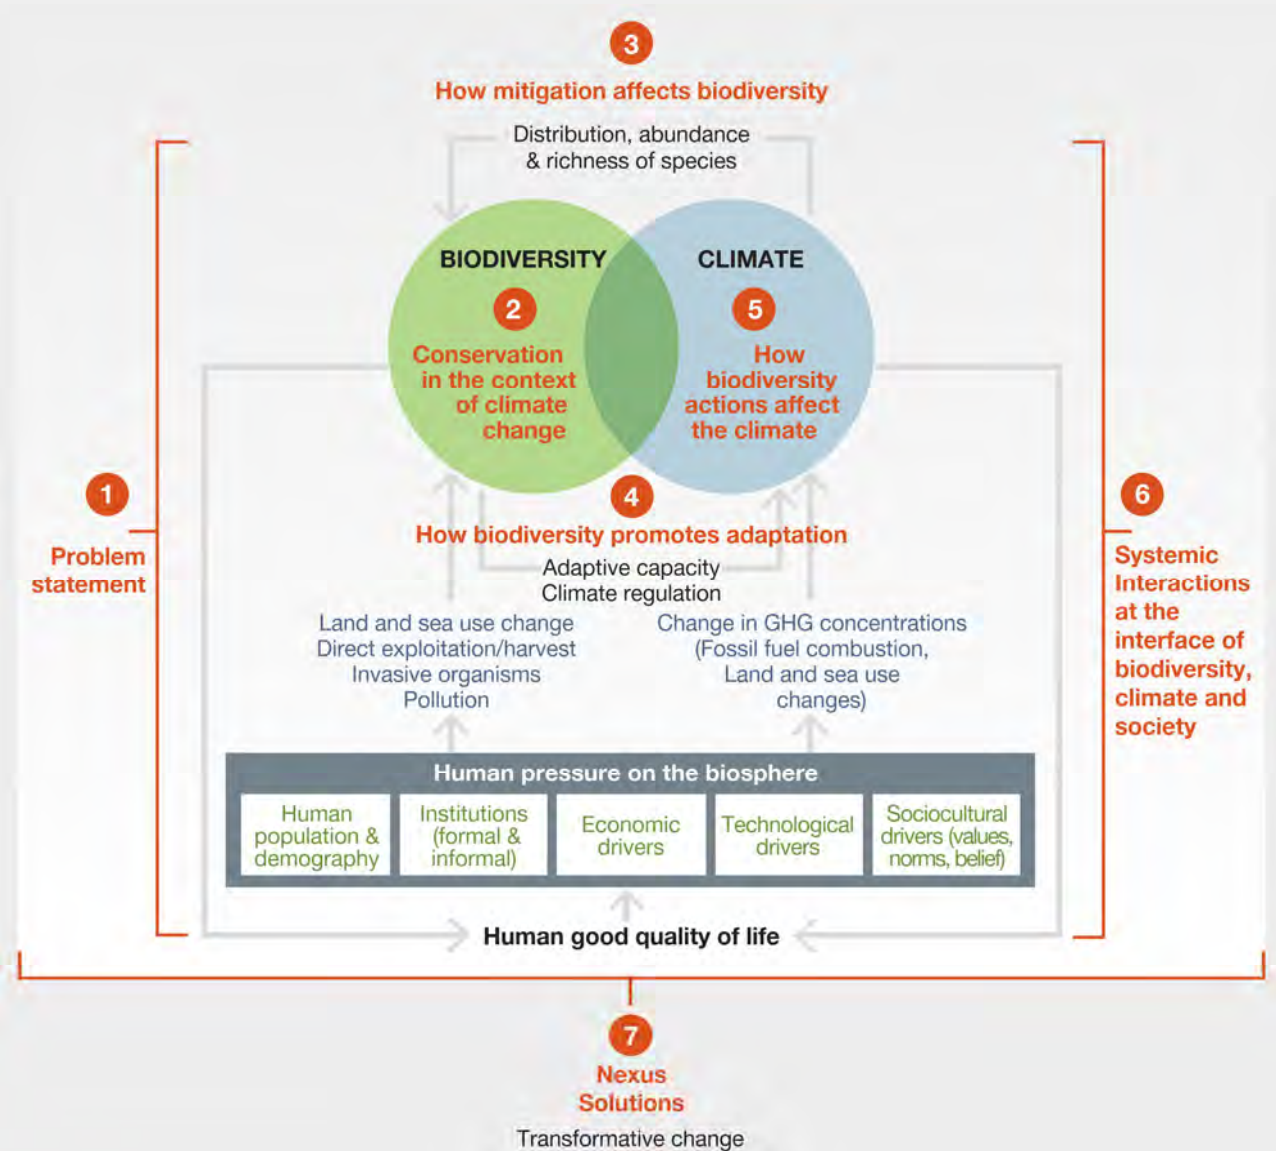 3
How mitigation affects biodiversity
Distribution, abundance
& richness of species
BIODIVERSITY
2
Conservation
in the context
of climate
change
CLIMATE
5
How
biodiversity
actions affect
the climate
1
Problem
statement
4
How biodiversity promotes adaptation
Adaptive capacity
Climate regulation
6
Systemic
Interactions
at the
interface of
biodiversity,
climate and
society
Land and sea use change
Direct exploitation/harvest
Invasive organisms
Pollution
Change in GHG concentrations
(Fossil fuel combustion,
Land and sea use
changes)
Human pressure on the biosphere
Human
population &
demography
Institutions
(formal &
informal)
Economic
drivers
Technological
drivers
Sociocultural
drivers (values,
norms, belief)
Human good quality of life
7
Nexus
Solutions
Transformative change